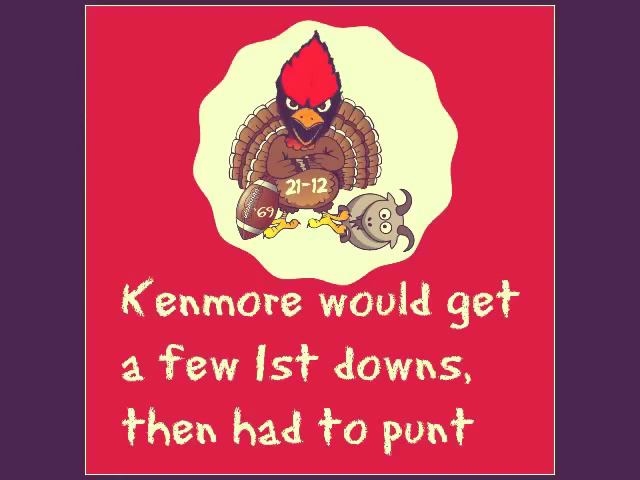 21-12
'69
Kenmore would get
a few 1st downs,
then had to punt